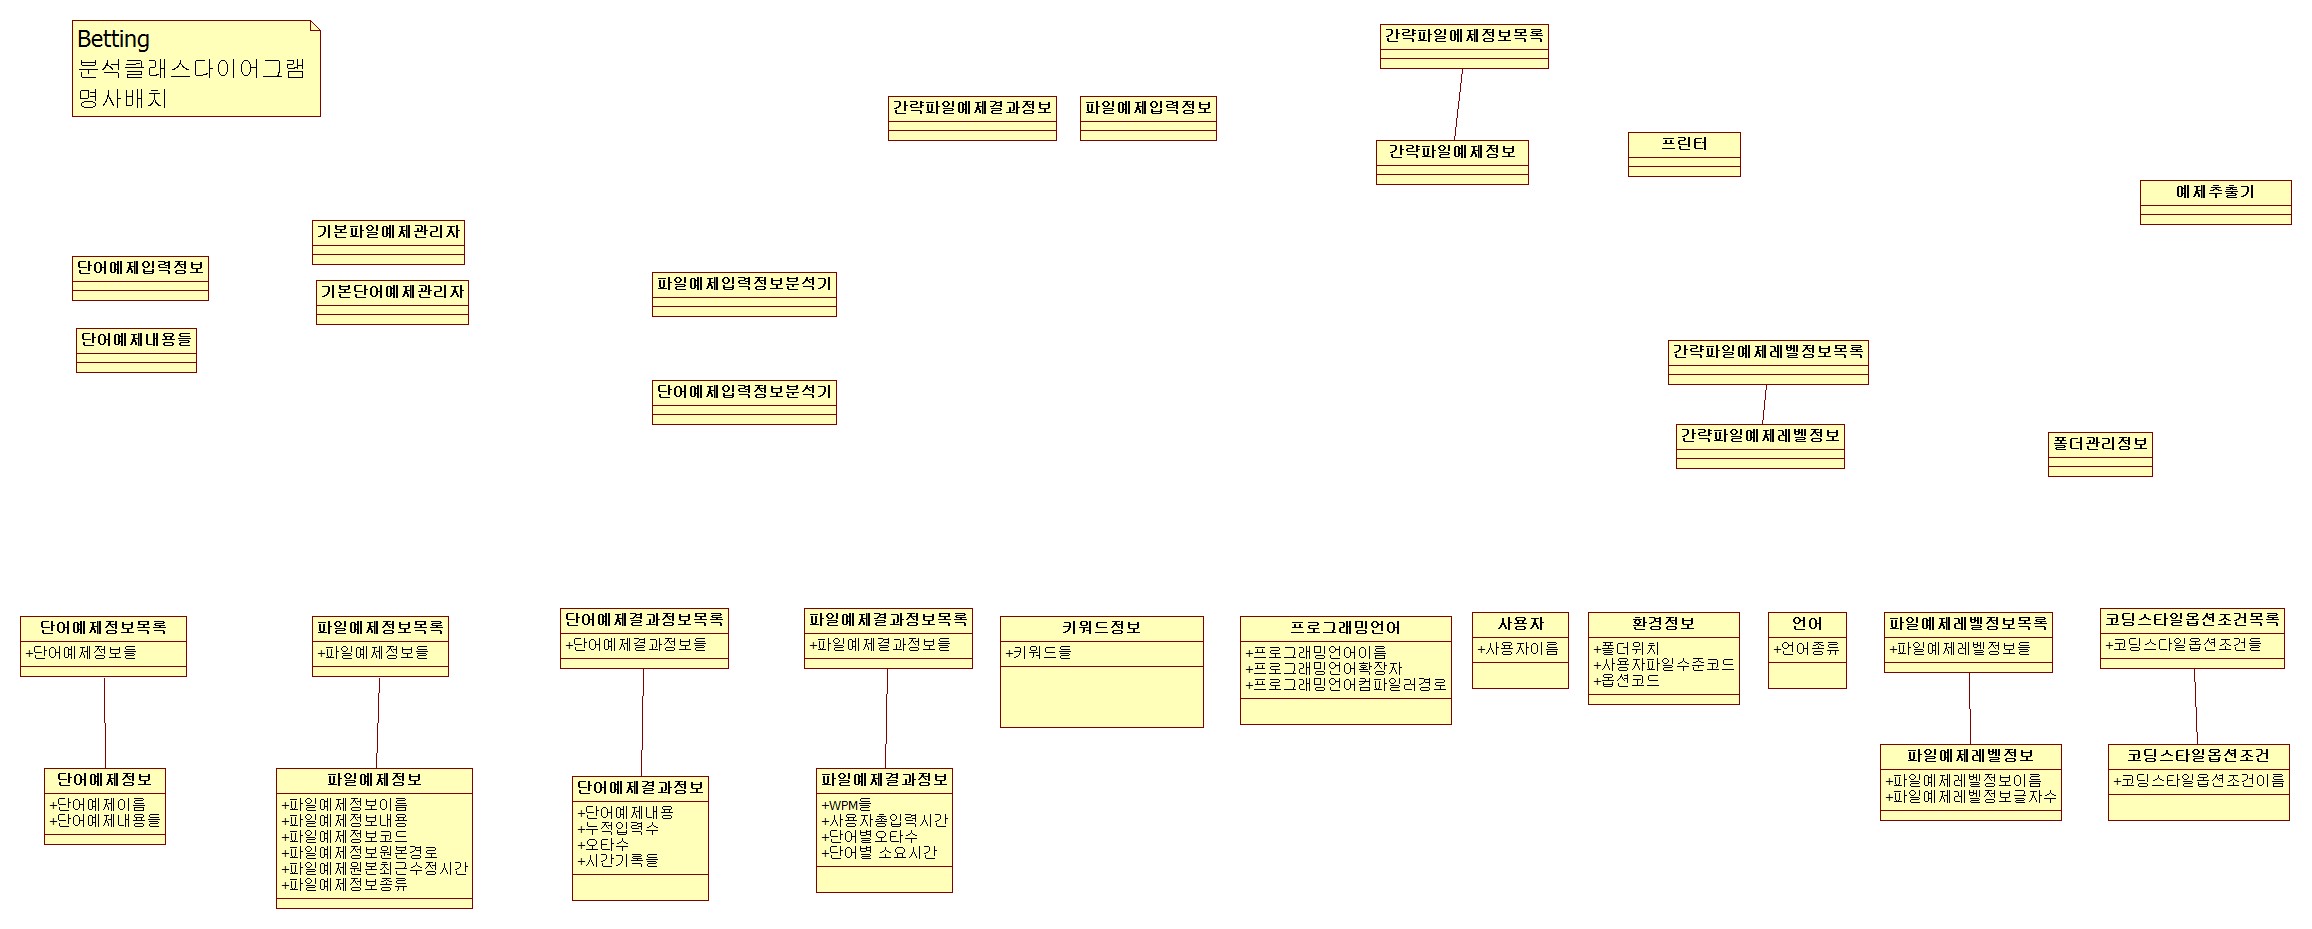 Betting
분석클래스다이어그램
명사배치
간략파일예제정보목록
간략파일예제결과정보
파일예제입력정보
간략파일예제정보
프린터
예제추출기
기본파일예제관리자
단어예제입력정보
기본단어예제관리자
파일예제입력정보분석기
단어예제내용들
간략파일예제레벨정보목록
단어예제입력정보분석기
간략파일예제레벨정보
폴더관리정보
단어예제정보목록
+단어예제정보들
파일예제정보목록
+파일예제정보들
단어예제결과정보목록
+단어예제결과정보들
파일예제결과정보목록
+파일예제결과정보들
키워드정보
+키워드들
프로그래밍언어
+프로그래밍언어이름
+프로그래밍언어확장자
+프로그래밍언어컴파일러경로
사용자
+사용자이름
환경정보
+폴더위치
+사용자파일수준코드
+옵션코드
언어
+언어종류
파일예제레벨정보목록
+파일예제레벨정보들
코딩스타일옵션조건목록
+코딩스타일옵션조건들
단어예제정보
+단어예제이름
+단어예제내용들
파일예제정보
+파일예제정보이름
+파일예제정보내용
+파일예제정보코드
+파일예제정보원본경로
+파일예제원본최근수정시간
+파일예제정보종류
단어예제결과정보
+단어예제내용
+누적입력수
+오타수
+시간기록들
파일예제결과정보
+WPM들
+사용자총입력시간
+단어별오타수
+단어별 소요시간
파일예제레벨정보
+파일예제레벨정보이름
+파일예제레벨정보글자수
코딩스타일옵션조건
+코딩스타일옵션조건이름